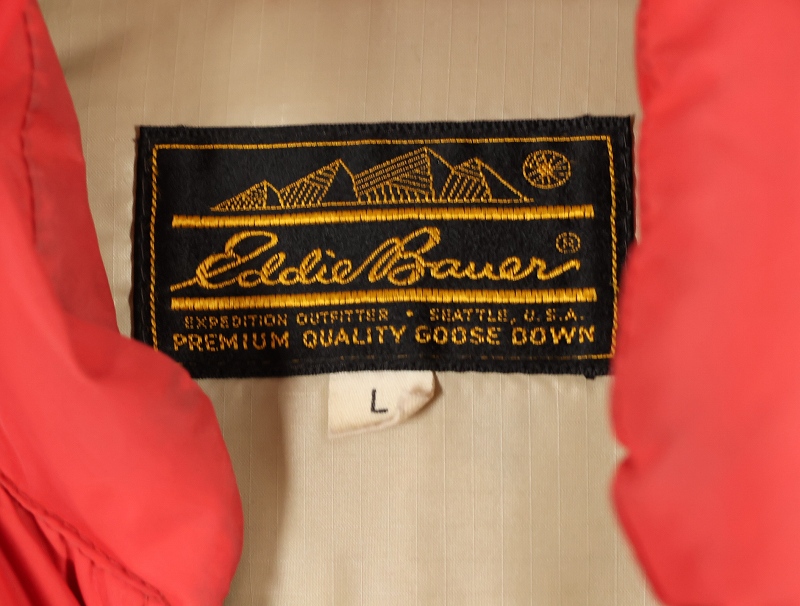 Eddie Bauer ®
EXPEDITION OUTFITTER • SEATTLE, U.S.A.
PREMIUM QUALITY GOOSE DOWN
L